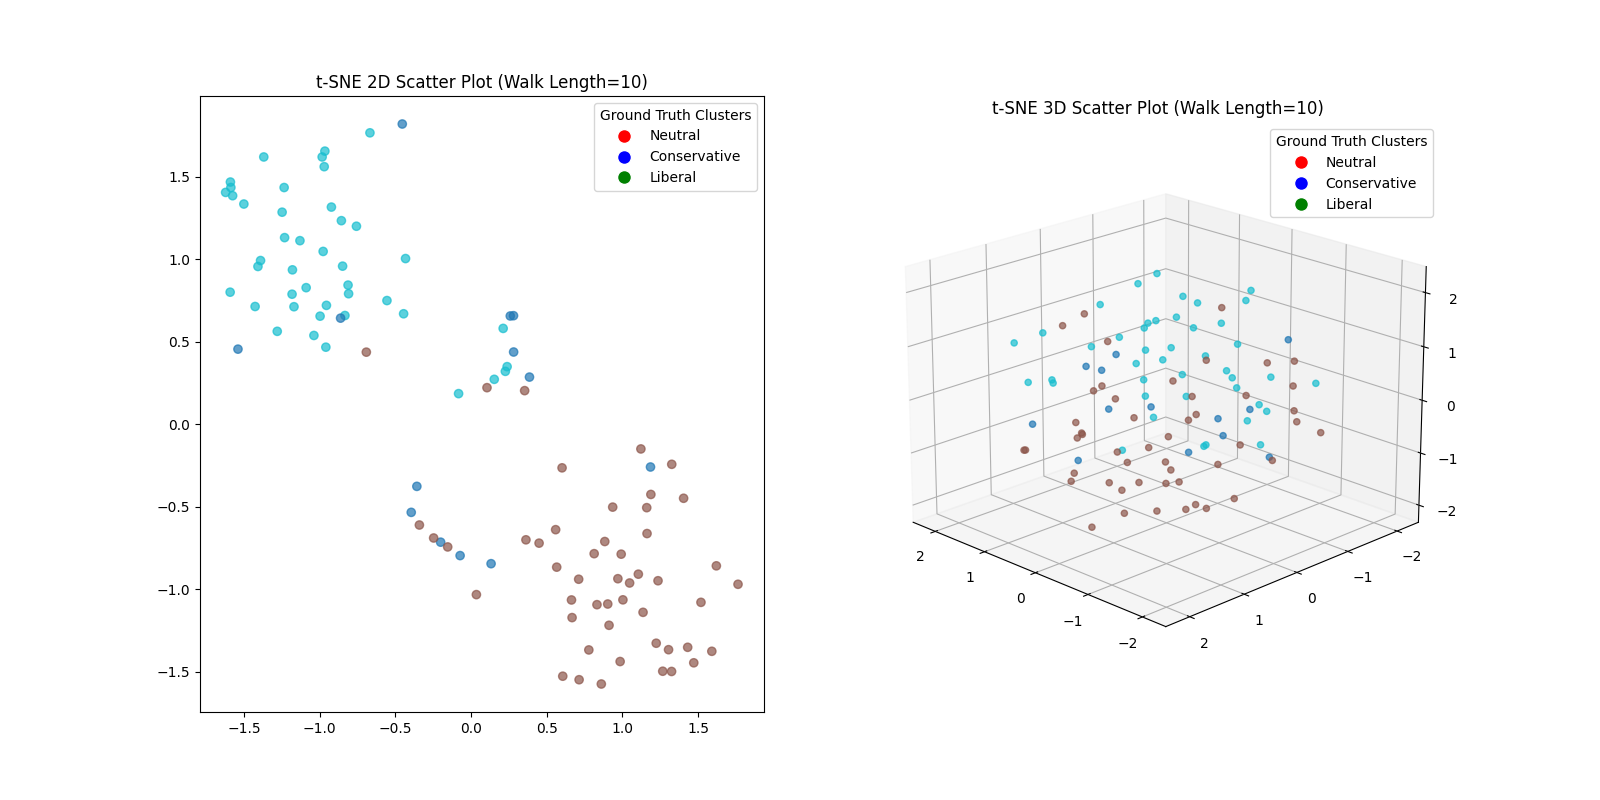 t-SNE 2D Scatter Plot (Walk Length=10)
Ground Truth Clusters
Neutral
Conservative
Liberal
1.5
1.0
0.5
0.0
−0.5
−1.0
−1.5
−1.5
−1.0
−0.5
0.0
0.5
1.0
1.5
t-SNE 3D Scatter Plot (Walk Length=10)
Ground Truth Clusters
Neutral
Conservative
Liberal
2
1
0
−1
−2
2
1
0
−1
−2
2
1
0
−1
−2